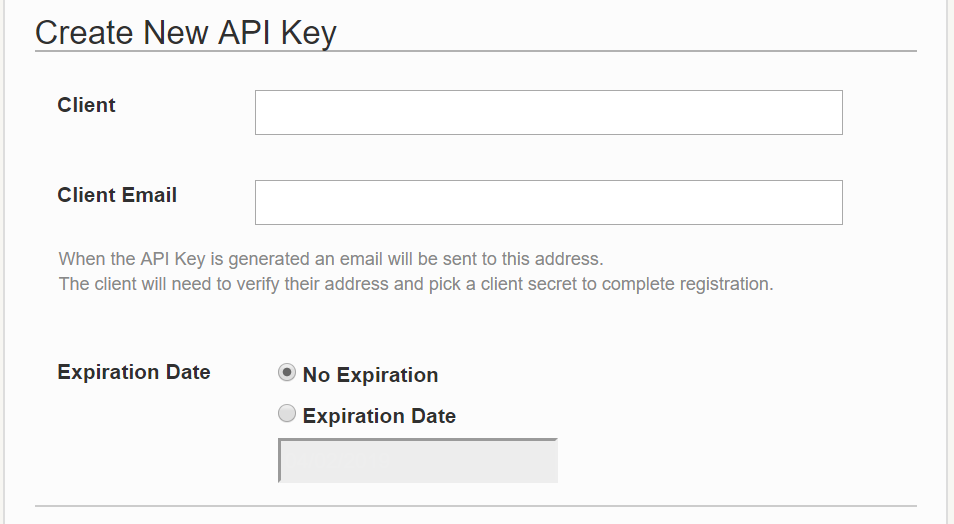 Create New API Key
Client
Client Email
When the API Key is generated an email will be sent to this address.
The client will need to verify their address and pick a client secret to complete registration.
Expiration Date
No Expiration
Expiration Date